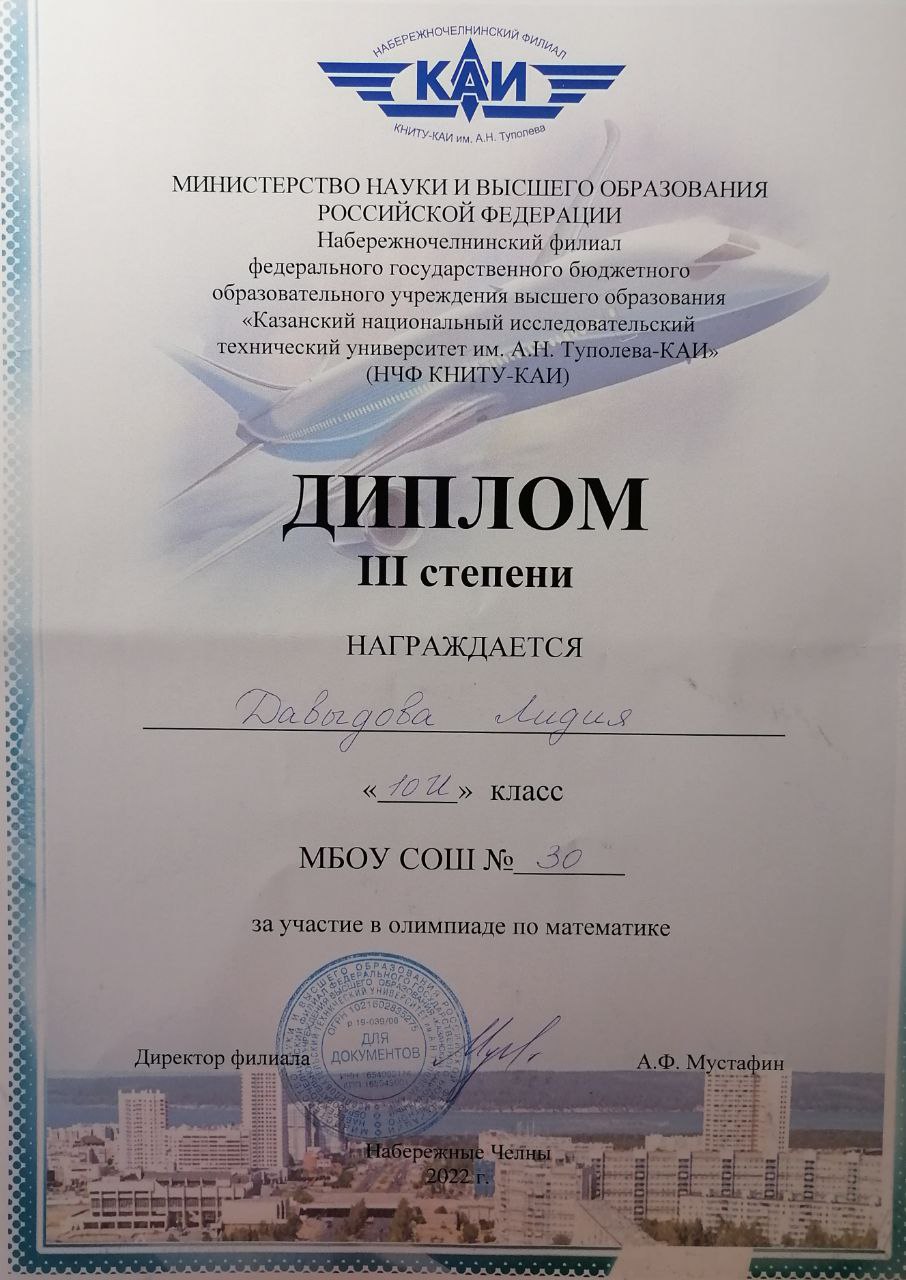 НАБЕРЕЖНОЧЕЛНИНСКИЙ ФИЛИАЛ
КАИ
КНИТУ-КАИ им. А.Н. Туполева
МИНИСТЕРСТВО НАУКИ И ВЫСШЕГО ОБРАЗОВАНИЯ
РОССИЙСКОЙ ФЕДЕРАЦИИ
Набережночелнинский филиал
федерального государственного бюджетного
образовательного учреждения высшего образования
«Казанский национальный исследовательский
технический университет им. А.Н. Туполева-КАИ»
(НЧФ КНИТУ-КАИ)
ДИПЛОМ
III степени
НАГРАЖДАЕТСЯ
Давыдова Лидия
«10И» класс
МБОУ СОШ № 30
за участие в олимпиаде по математике
ДЛЯ
ДОКУМЕНТОВ
Директор филиала
А.Ф. Мустафин
Набережные Челны
2022 г.